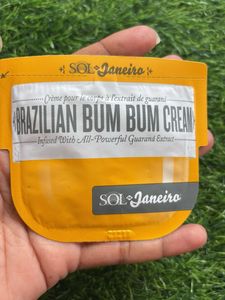 SOL de Janeiro
Crème pour le corps à l'extrait de guarana
BRAZILIAN BUM BUM CREAM
Infused With All-Powerful Guaraná Extract
SOL de Janeiro